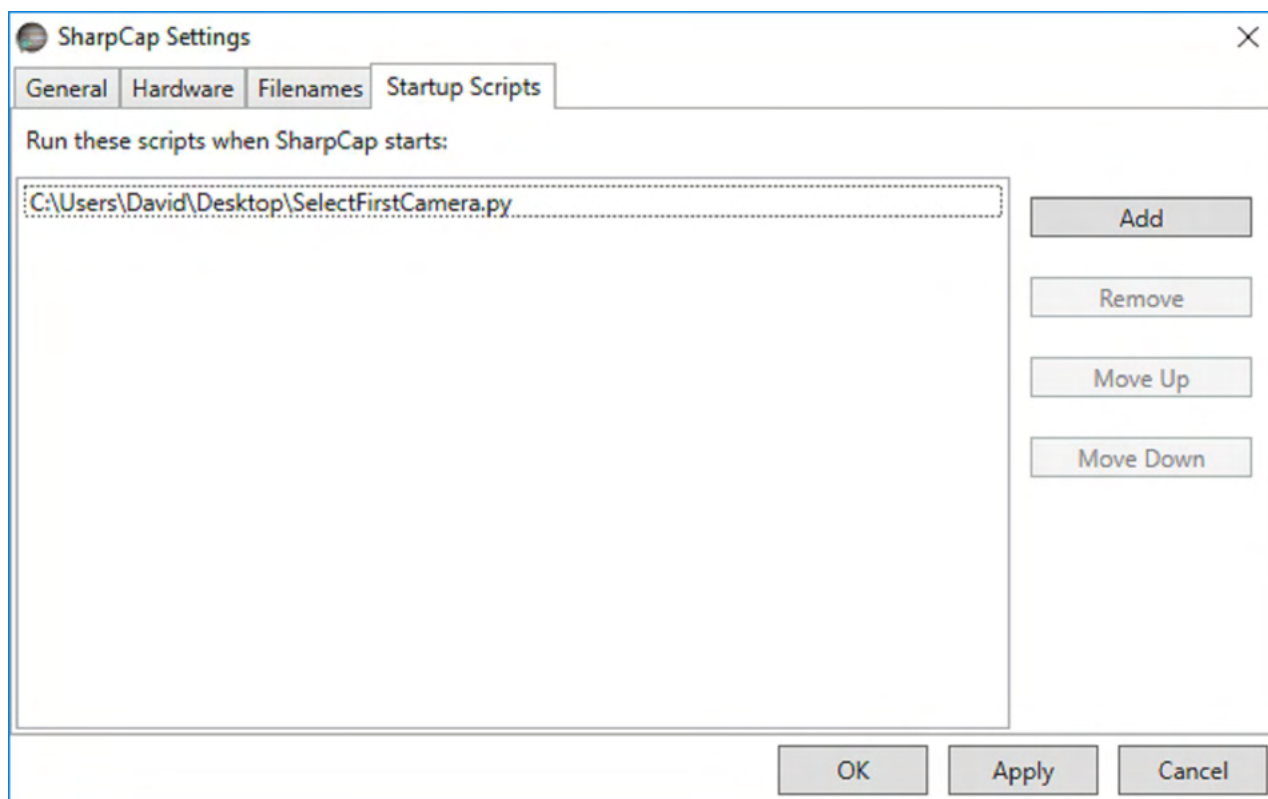 SharpCap Settings
General Hardware Filenames Startup Scripts
Run these scripts when SharpCap starts:
C:\Users\David\Desktop\SelectFirstCamera.py
Add
Remove
Move Up
Move Down
OK Apply Cancel